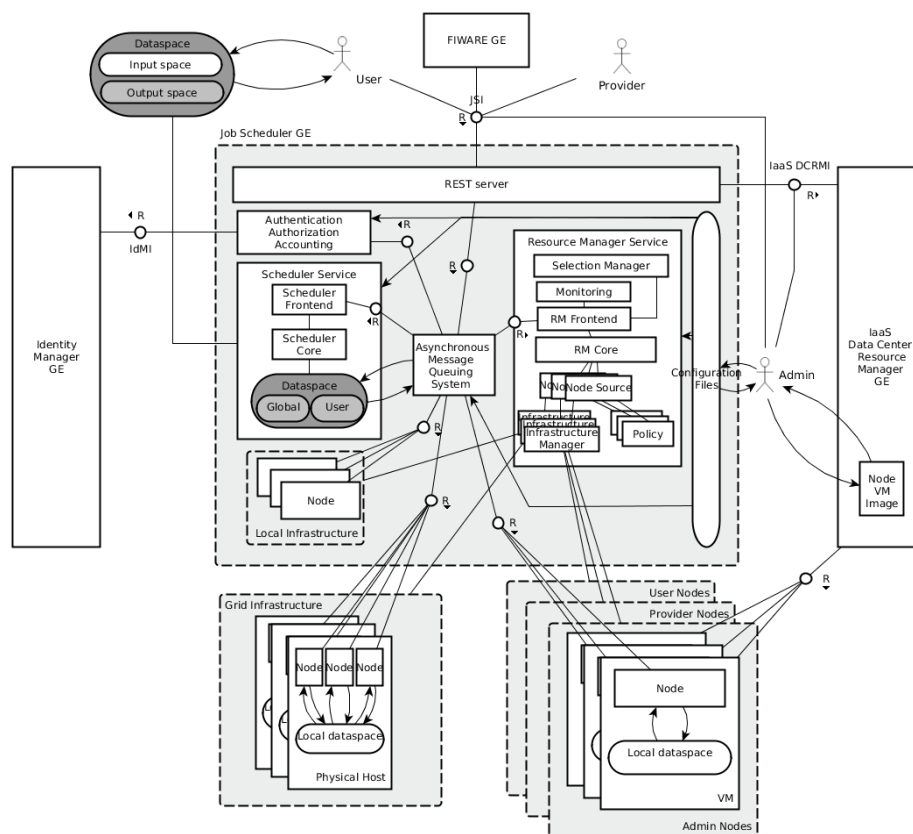 Dataspace
Input space
Output space
User
FIWARE GE
Provider
JSI
R
Job Scheduler GE
IaaS DCRMI
R
REST server
R
IdMI
Authentication
Authorization
Accounting
R
R
Resource Manager Service
Selection Manager
Monitoring
RM Frontend
RM Core
Node Source
Infrastructure
Manager
Policy
Scheduler Service
Scheduler
Frontend
R
Scheduler
Core
Dataspace
Global
User
Asynchronous
Message
Queuing
System
R
Configuration
Files
Admin
Identity
Manager
GE
IaaS
Data Center
Resource
Manager
GE
Node
VM
Image
R
Node
Local Infrastructure
R
R
R
Grid Infrastructure
Node
Node
Node
Local dataspace
Physical Host
User Nodes
Provider Nodes
Node
Local dataspace
VM
Admin Nodes